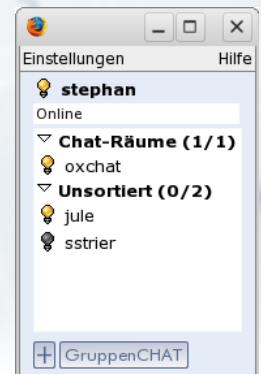 Einstellungen Hilfe
stephan
Online
Chat-Räume (1/1)
oxchat
Unsortiert (0/2)
jule
sstrier
+ GruppenCHAT